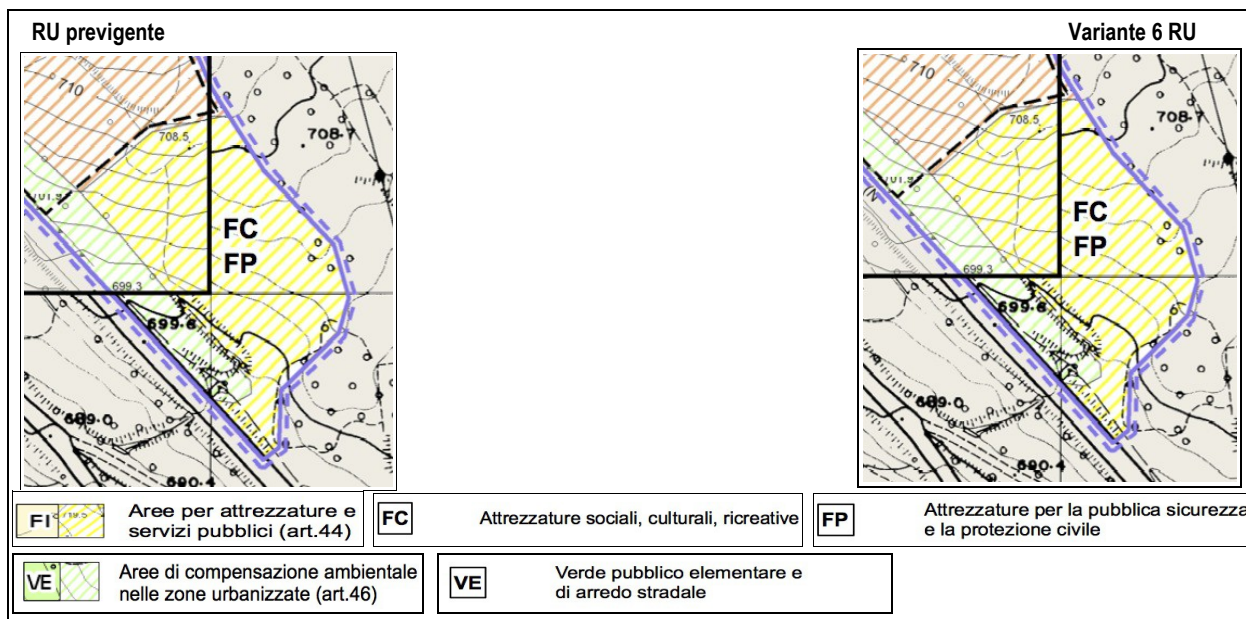 RU previgente
Variante 6 RU
710
708.5
708·7
FC
FP
699.3
699·6
689·0
690·4
710
708.5
708·7
FC
FP
699.3
699·6
689·0
690·4
FI
Aree per attrezzature e
servizi pubblici (art.44)
FC
Attrezzature sociali, culturali, ricreative
FP
Attrezzature per la pubblica sicurezza
e la protezione civile
VE
Aree di compensazione ambientale
nelle zone urbanizzate (art.46)
VE
Verde pubblico elementare e
di arredo stradale